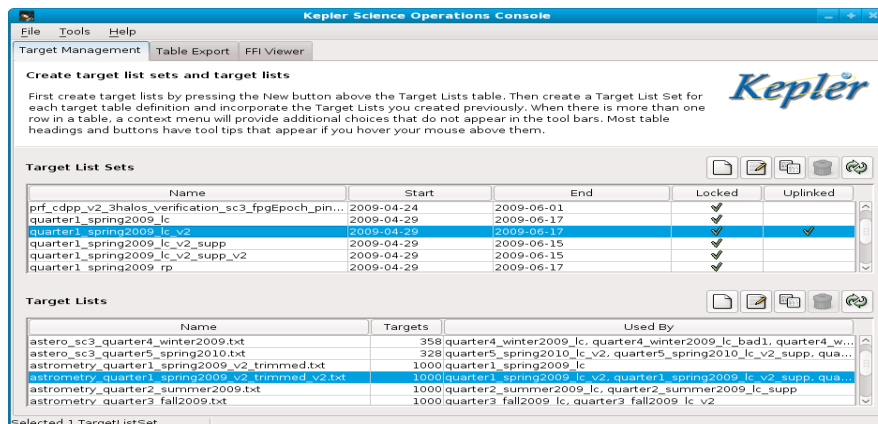 Kepler Science Operations Console
File Tools Help
Target Management Table Export FFI Viewer
Create target list sets and target lists
Kepler
First create target lists by pressing the New button above the Target Lists table. Then create a Target List Set for
each target table definition and incorporate the Target Lists you created previously. When there is more than one
row in a table, a context menu will provide additional choices that do not appear in the tool bars. Most table
headings and buttons have tool tips that appear if you hover your mouse above them.
Target List Sets
Name Start End Locked Uplinked
prf_cdpp_v2_3halos_verification_sc3_fpgEpoch_pin... 2009-04-24 2009-06-01
quarter1_spring2009_lc 2009-04-29 2009-06-17
quarter1_spring2009_lc_v2 2009-04-29 2009-06-17
quarter1_spring2009_lc_v2_supp 2009-04-29 2009-06-15
quarter1_spring2009_lc_v2_supp_v2 2009-04-29 2009-06-15
quarter1_spring2009_rp 2009-04-29 2009-06-17
Target Lists
Name Targets Used By
astero_sc3_quarter4_winter2009.txt 358 quarter4_winter2009_lc, quarter4_winter2009_lc_bad1, quarter4_w...
astero_sc3_quarter5_spring2010.txt 328 quarter5_spring2010_lc_v2, quarter5_spring2010_lc_v2_supp, qua...
astrometry_quarter1_spring2009_v2_trimmed.txt 1000 quarter1_spring2009_lc
astrometry_quarter1_spring2009_v2_trimmed_v2.txt 1000 quarter1_spring2009_lc_v2, quarter1_spring2009_lc_v2_supp, qua...
astrometry_quarter2_summer2009.txt 1000 quarter2_summer2009_lc, quarter2_summer2009_lc_supp
astrometry_quarter3_fall2009.txt 1000 quarter3_fall2009_lc, quarter3_fall2009_lc_v2
Selected 1 TargetListSet